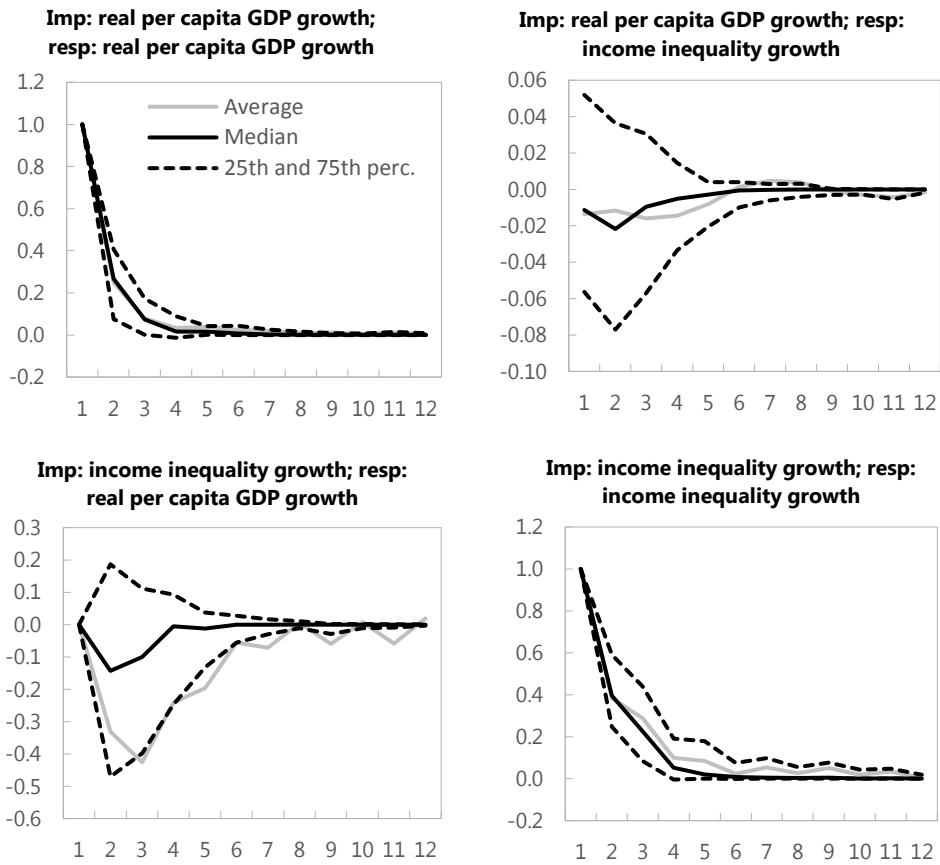 Imp: real per capita GDP growth;
resp: real per capita GDP growth
1.2
1.0
0.8
0.6
0.4
0.2
0.0
-0.2
Average
Median
25th and 75th perc.
1 2 3 4 5 6 7 8 9 10 11 12
Imp: real per capita GDP growth; resp:
income inequality growth
0.06
0.04
0.02
0.00
-0.02
-0.04
-0.06
-0.08
-0.10
1 2 3 4 5 6 7 8 9 10 11 12
Imp: income inequality growth; resp:
real per capita GDP growth
0.3
0.2
0.1
0.0
-0.1
-0.2
-0.3
-0.4
-0.5
-0.6
1 2 3 4 5 6 7 8 9 10 11 12
Imp: income inequality growth; resp:
income inequality growth
1.2
1.0
0.8
0.6
0.4
0.2
0.0
-0.2
1 2 3 4 5 6 7 8 9 10 11 12